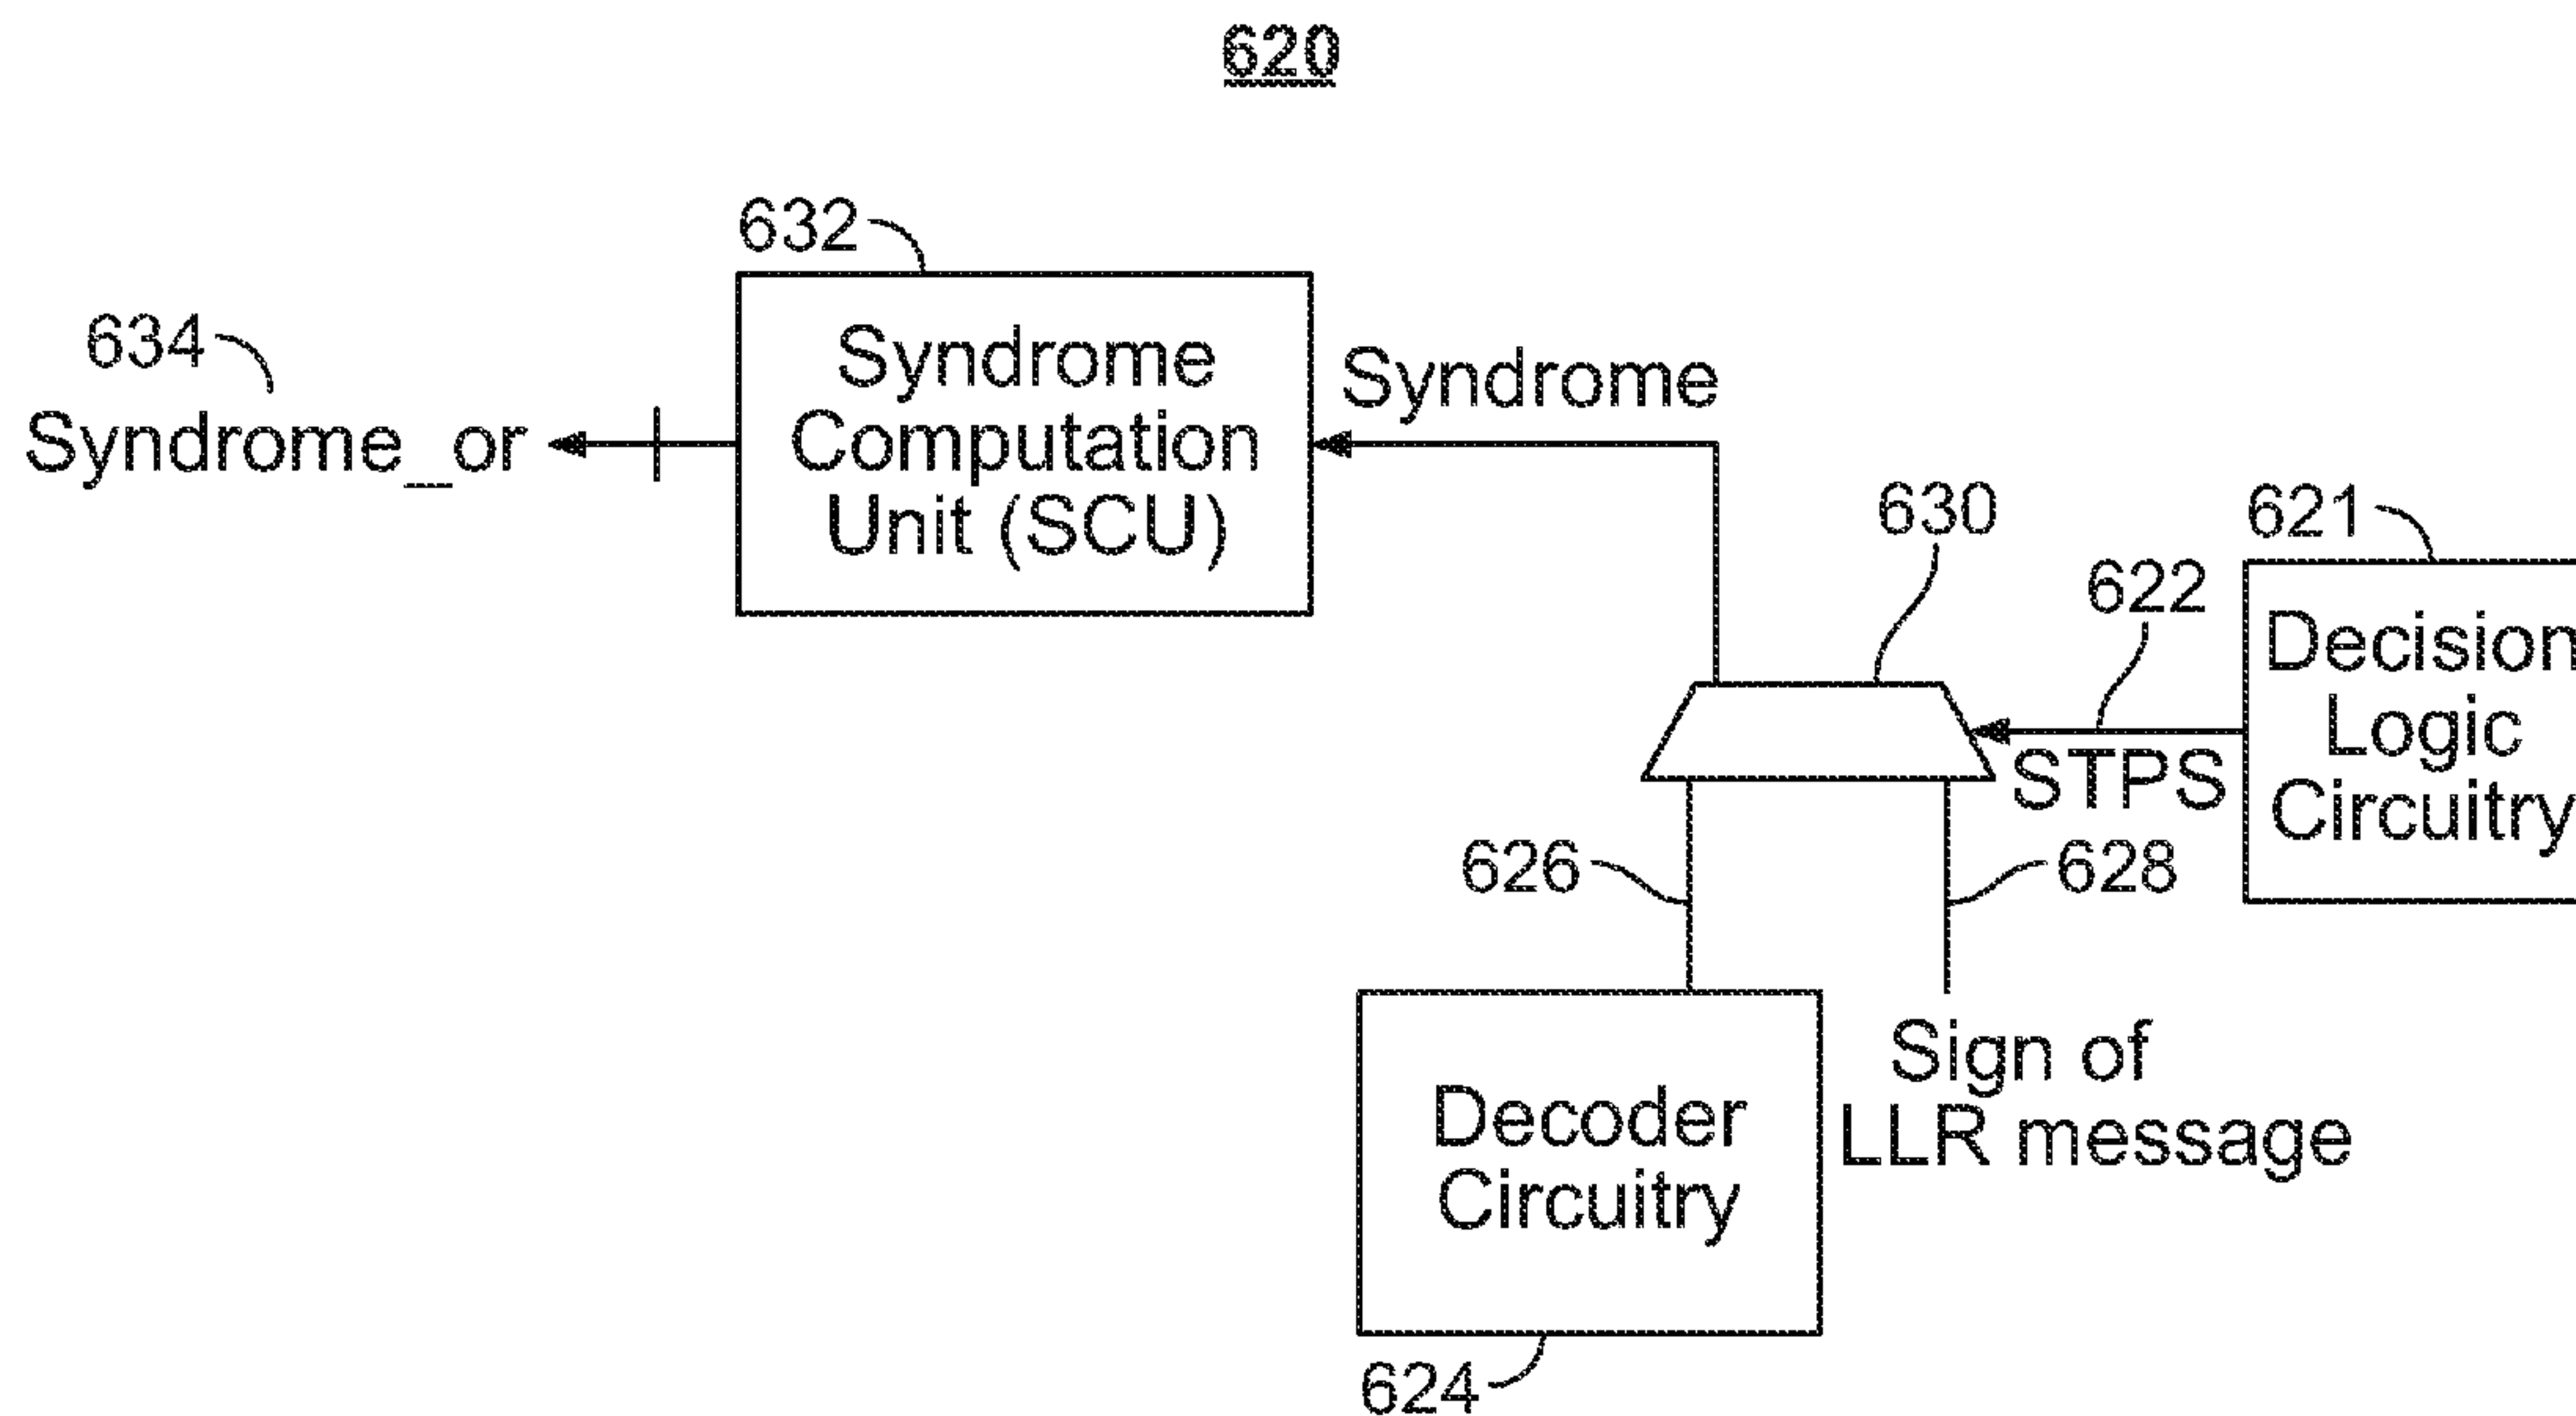 620
632
634
Syndrome
Computation
Unit (SCU)
Syndrome_or
Syndrome
630
621
622
Decision
Logic
Circuitry
STPS
626
628
Sign of
LLR message
Decoder
Circuitry
624